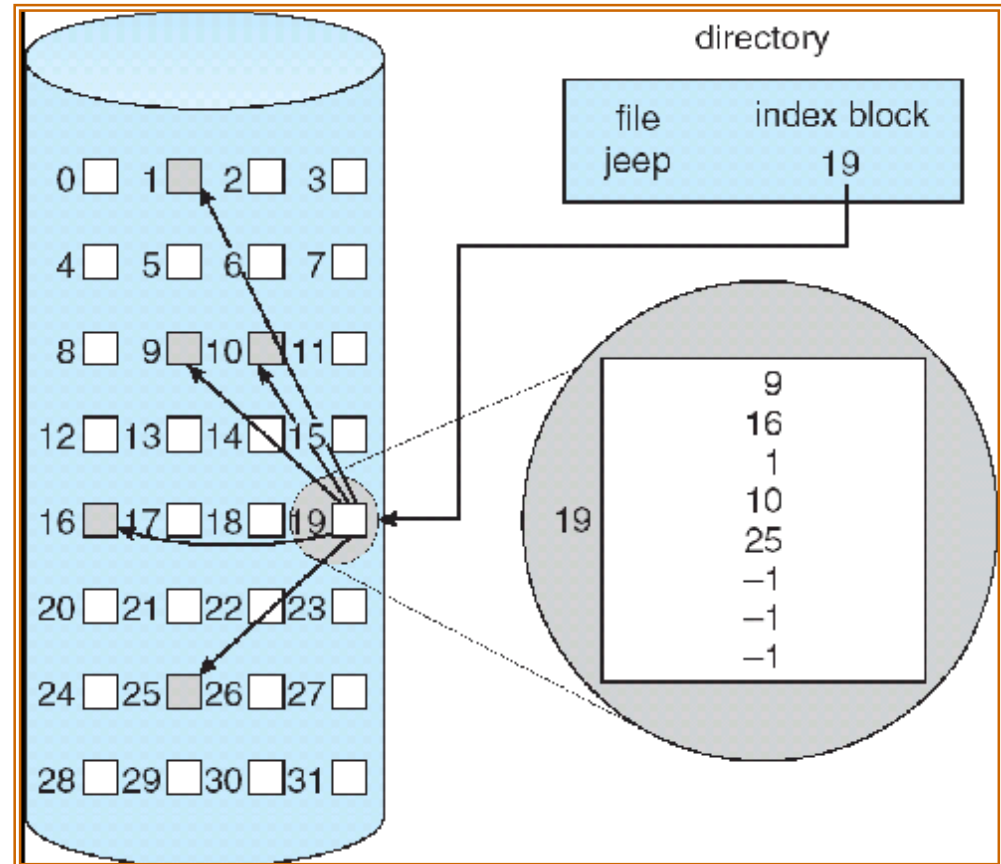 directory
file index block
jeep 19
0 1 2 3
4 5 6 7
8 9 10 11
12 13 14 15
16 17 18 19
20 21 22 23
24 25 26 27
28 29 30 31
19
9
16
1
10
25
–1
–1
–1